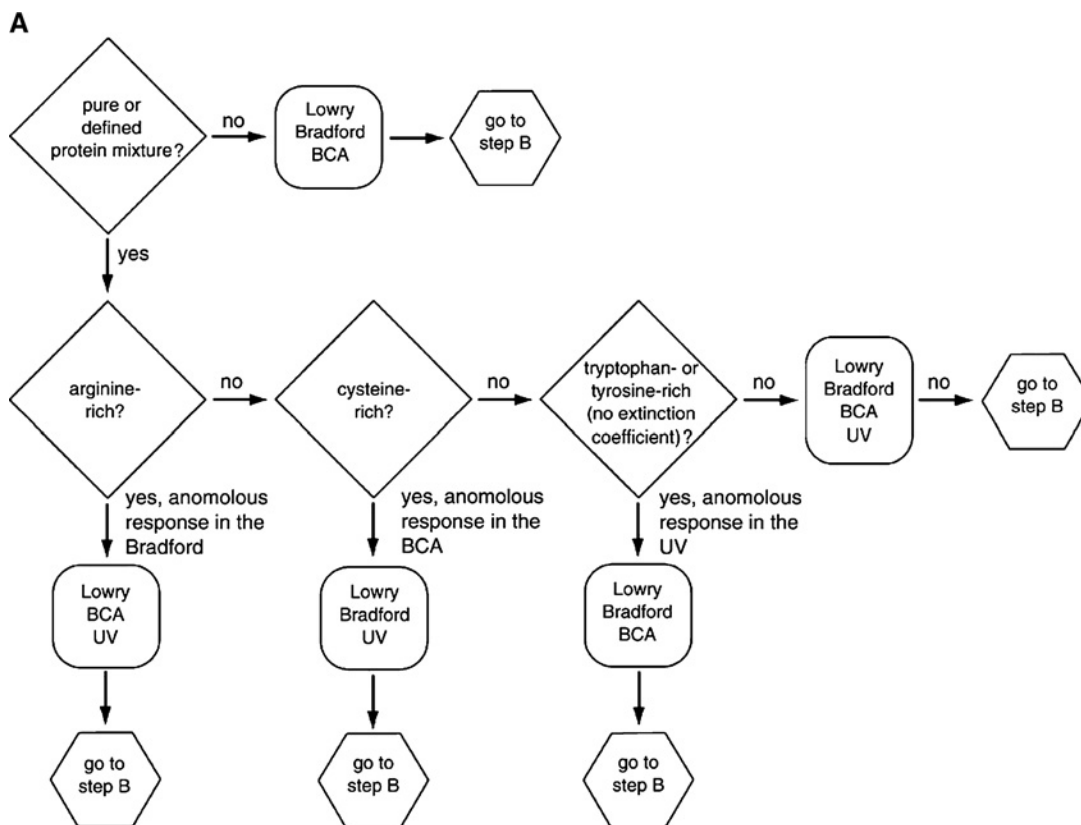 A
pure or
defined
protein mixture?
no
Lowry
Bradford
BCA
go to
step B
yes
arginine-
rich?
no
cysteine-
rich?
no
tryptophan- or
tyrosine-rich
(no extinction
coefficient)?
no
Lowry
Bradford
BCA
UV
no
go to
step B
yes, anomolous
response in the
Bradford
yes, anomolous
response in the
BCA
yes, anomolous
response in the
UV
Lowry
BCA
UV
Lowry
Bradford
UV
Lowry
Bradford
BCA
go to
step B
go to
step B
go to
step B